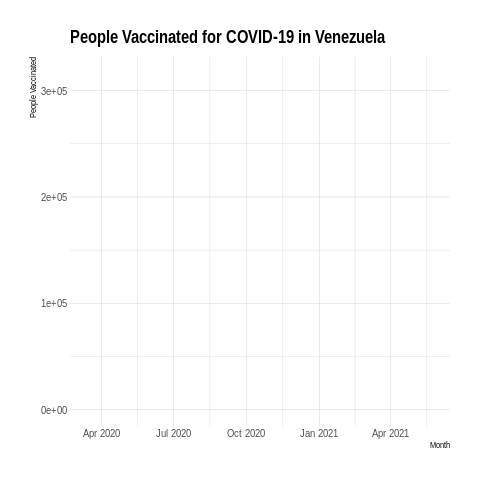 People Vaccinated for COVID-19 in Venezuela
People Vaccinated
3e+05
2e+05
1e+05
0e+00
Apr 2020 Jul 2020 Oct 2020 Jan 2021 Apr 2021
Month